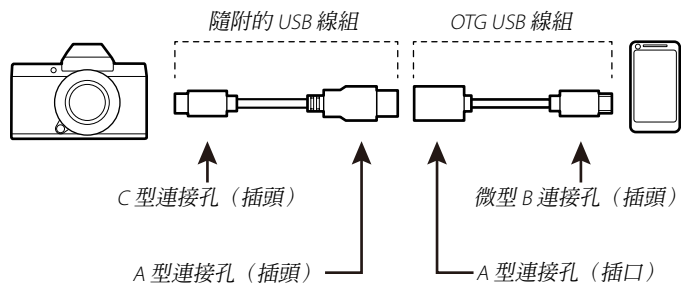 隨附的 USB 線組
OTG USB 線組
C 型連接孔（插頭）
微型 B 連接孔（插頭）
A 型連接孔（插頭）
A 型連接孔（插口）